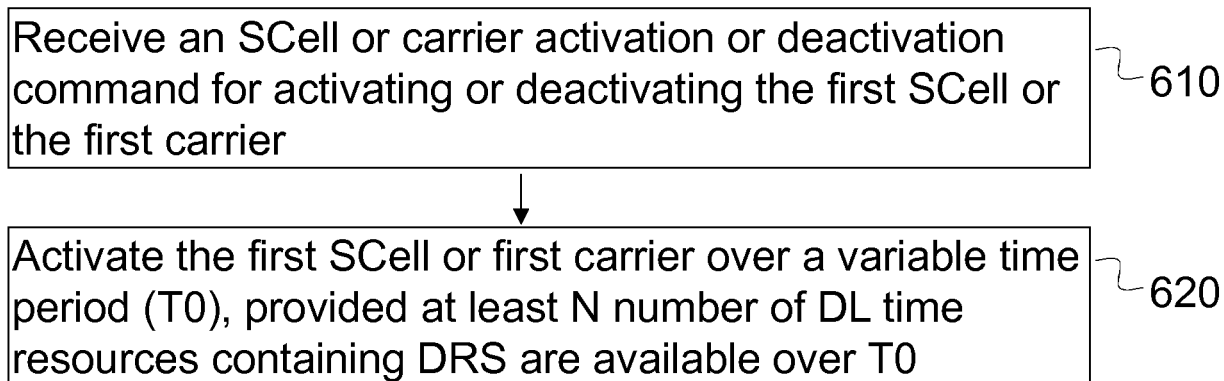 Receive an SCell or carrier activation or deactivation
command for activating or deactivating the first SCell or
the first carrier
610
Activate the first SCell or first carrier over a variable time
period (T0), provided at least N number of DL time
resources containing DRS are available over T0
620